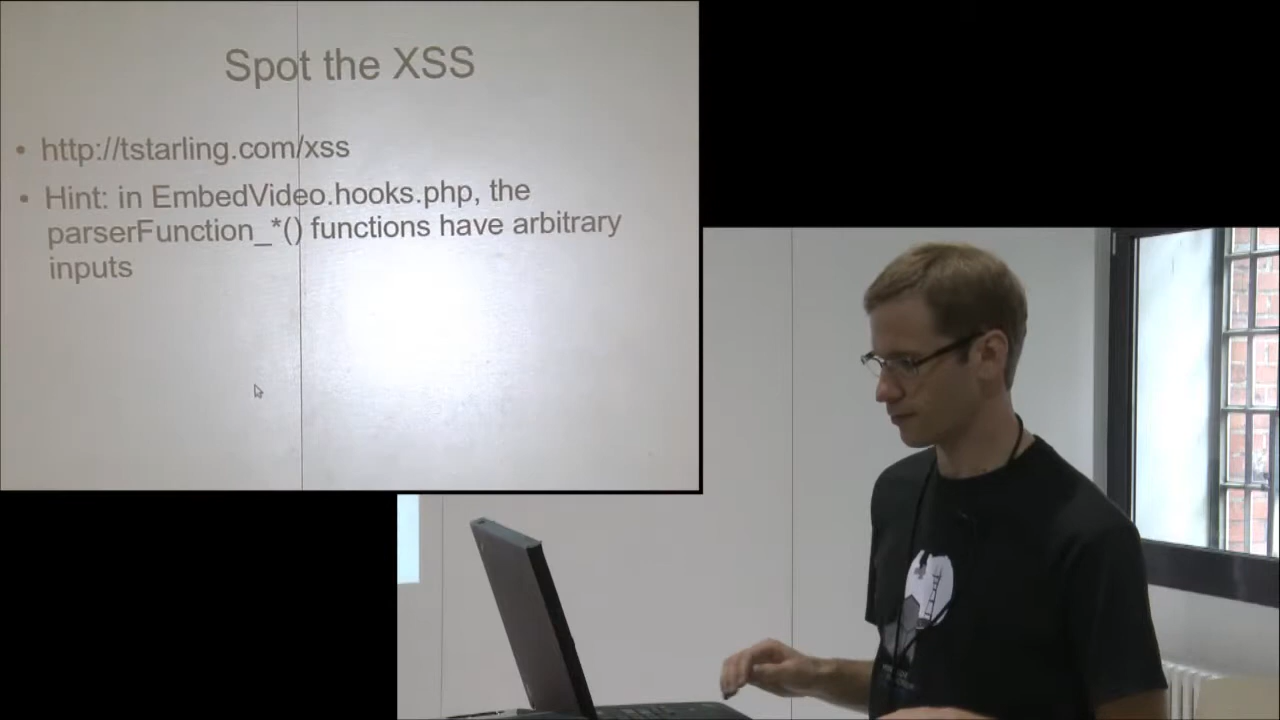 Spot the XSS
• http://tstarling.com/xss
• Hint: in EmbedVideo.hooks.php, the
parserFunction_*() functions have arbitrary
inputs